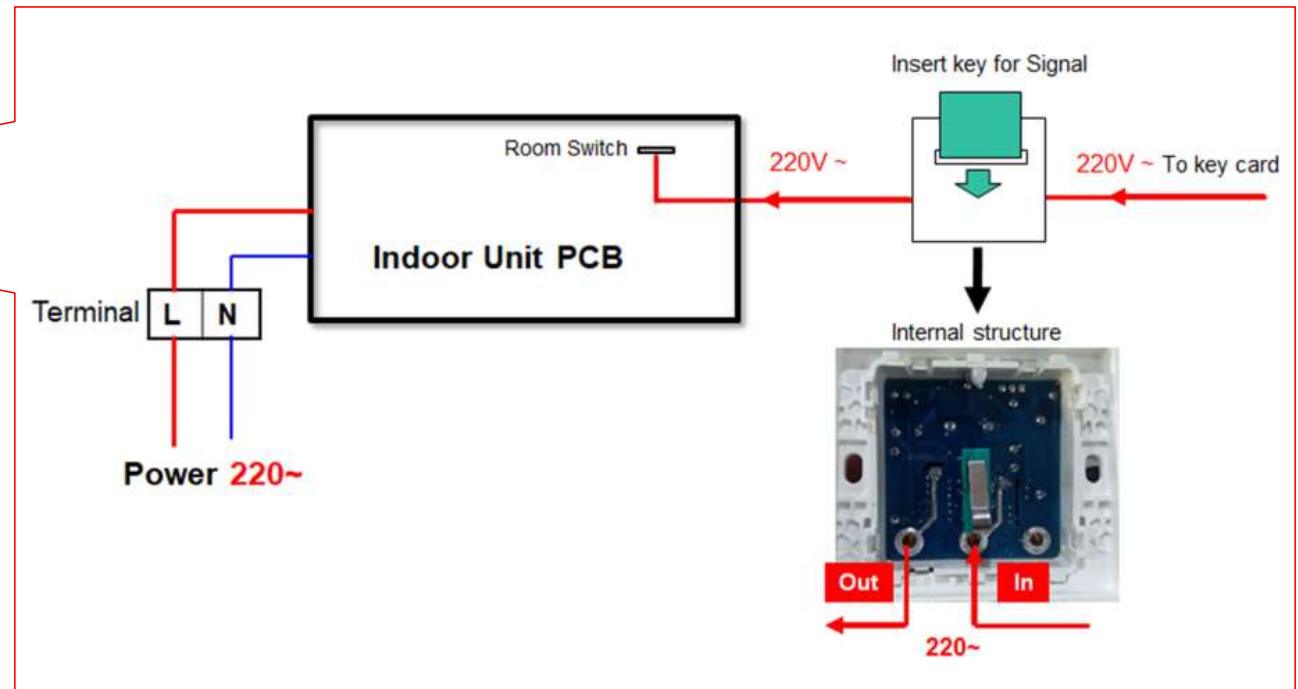 Insert key for Signal
Room Switch
220V ~
220V ~ To key card
Indoor Unit PCB
Terminal L N
Internal structure
Power 220~
Out In
220~